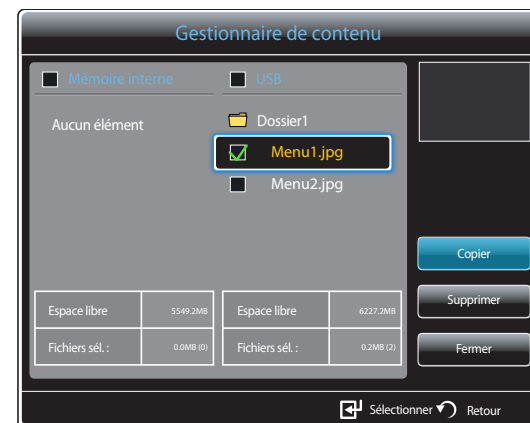 Gestionnaire de contenu
Mémoire interne
USB
Aucun élément
Dossier1
Menu1.jpg
Menu2.jpg
Copier
Supprimer
Fermer
Espace libre 5549.2MB
Espace libre 6227.2MB
Fichiers sél. : 0.0MB (0)
Fichiers sél. : 0.2MB (2)
Sélectionner Retour